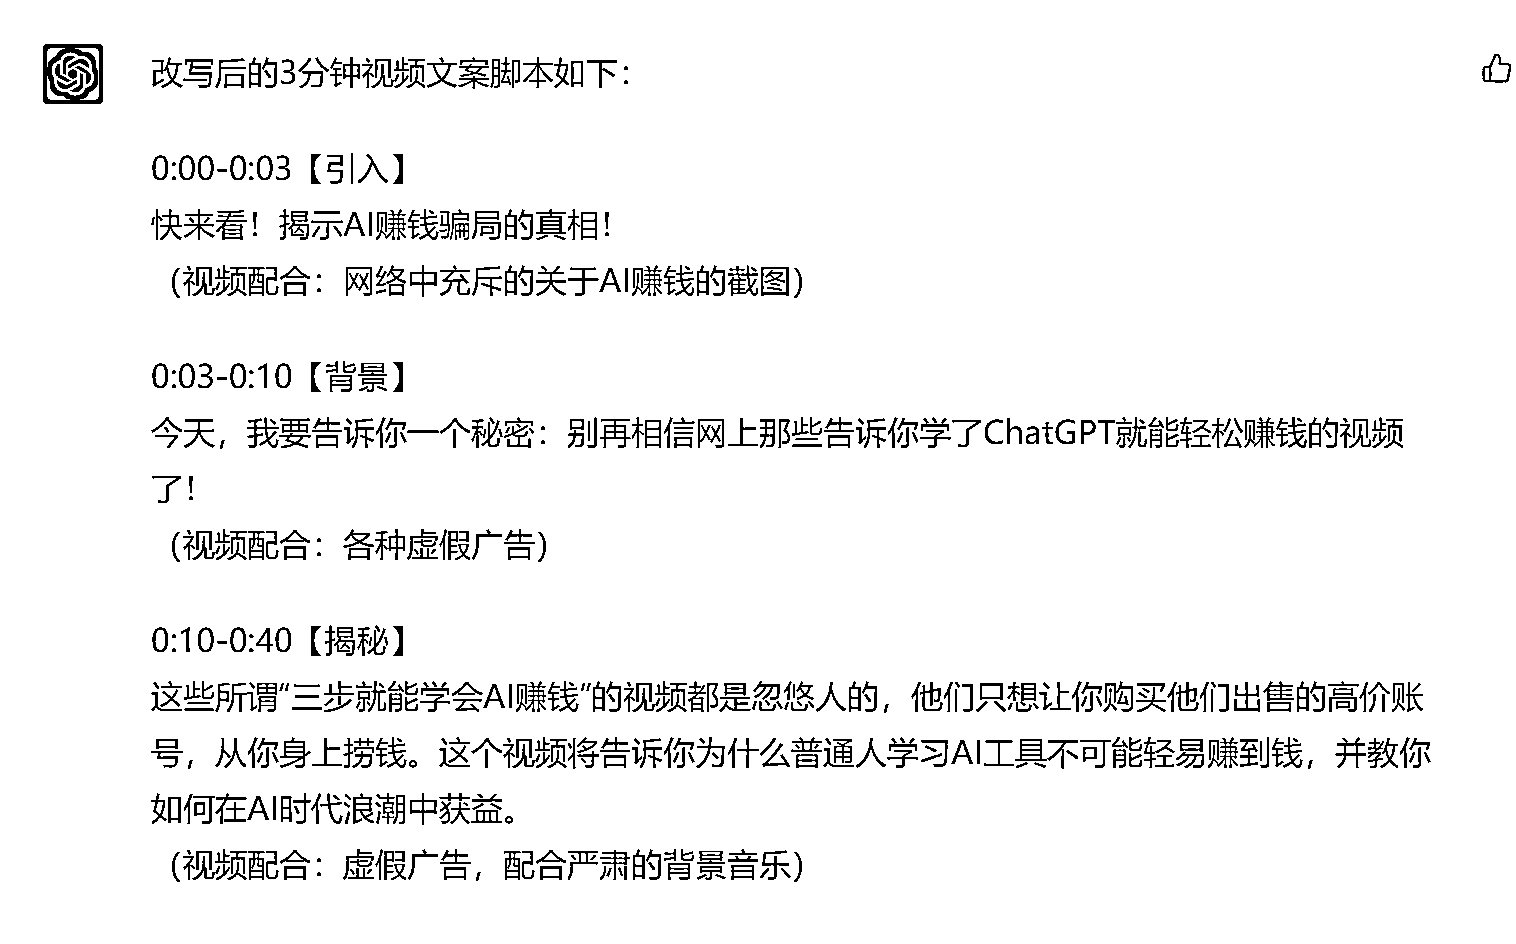 改写后的3分钟视频文案脚本如下：
0:00-0:03【引入】
快来看！揭示AI赚钱骗局的真相！
（视频配合：网络中充斥的关于AI赚钱的截图）
0:03-0:10【背景】
今天，我要告诉你一个秘密：别再相信网上那些告诉你学了ChatGPT就能轻松赚钱的视频
了！
（视频配合：各种虚假广告）
0:10-0:40【揭秘】
这些所谓“三步就能学会AI赚钱”的视频都是忽悠人的，他们只想让你购买他们出售的高价账
号，从你身上捞钱。这个视频将告诉你为什么普通人学习AI工具不可能轻易赚到钱，并教你
如何在AI时代浪潮中获益。
（视频配合：虚假广告，配合严肃的背景音乐）